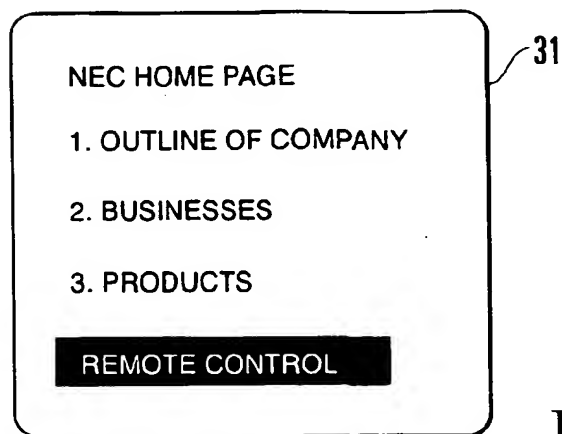 NEC HOME PAGE
31
1. OUTLINE OF COMPANY
2. BUSINESSES
3. PRODUCTS
REMOTE CONTROL